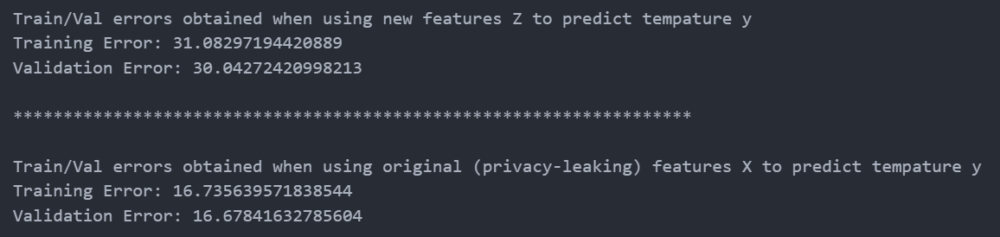 Train/Val errors obtained when using new features Z to predict tempature y
Training Error: 31.08297194420889
Validation Error: 30.04272420998213
********************************************************************
Train/Val errors obtained when using original (privacy-leaking) features X to predict tempature y
Training Error: 16.735639571838544
Validation Error: 16.67841632785604